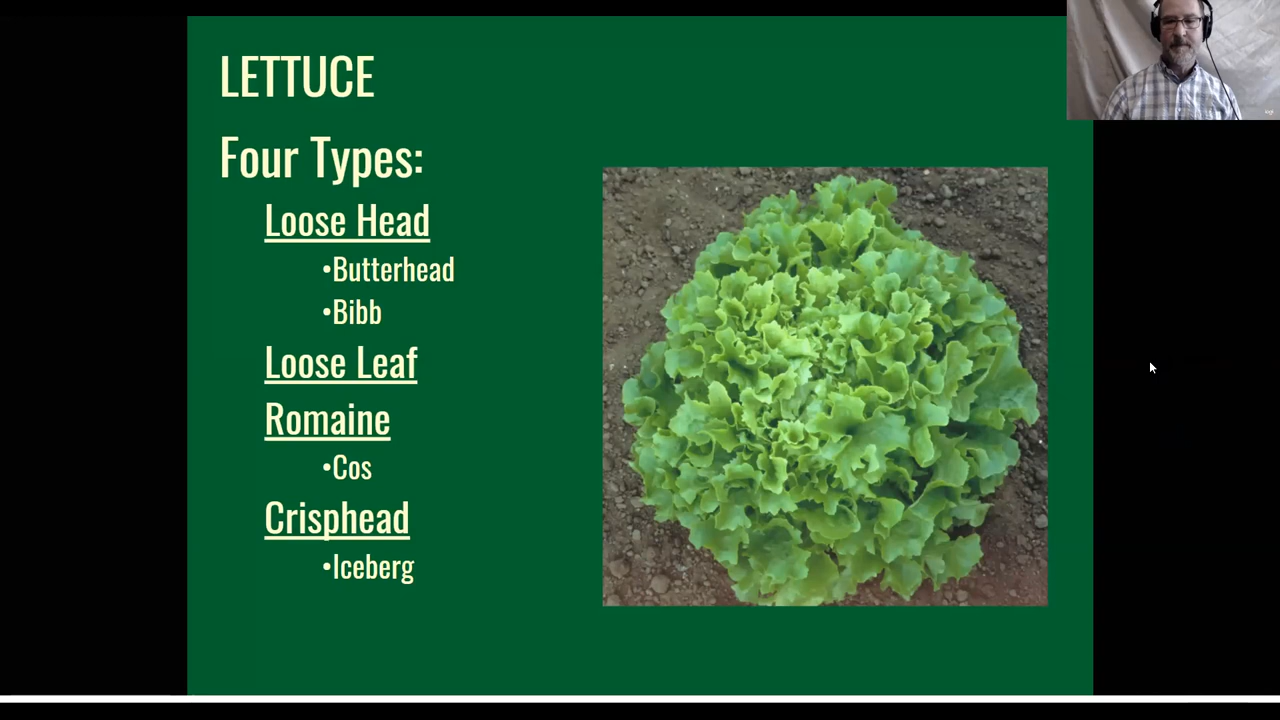 LETTUCE
Four Types:
Loose Head
•Butterhead
•Bibb
Loose Leaf
Romaine
•Cos
Crisphead
•Iceberg